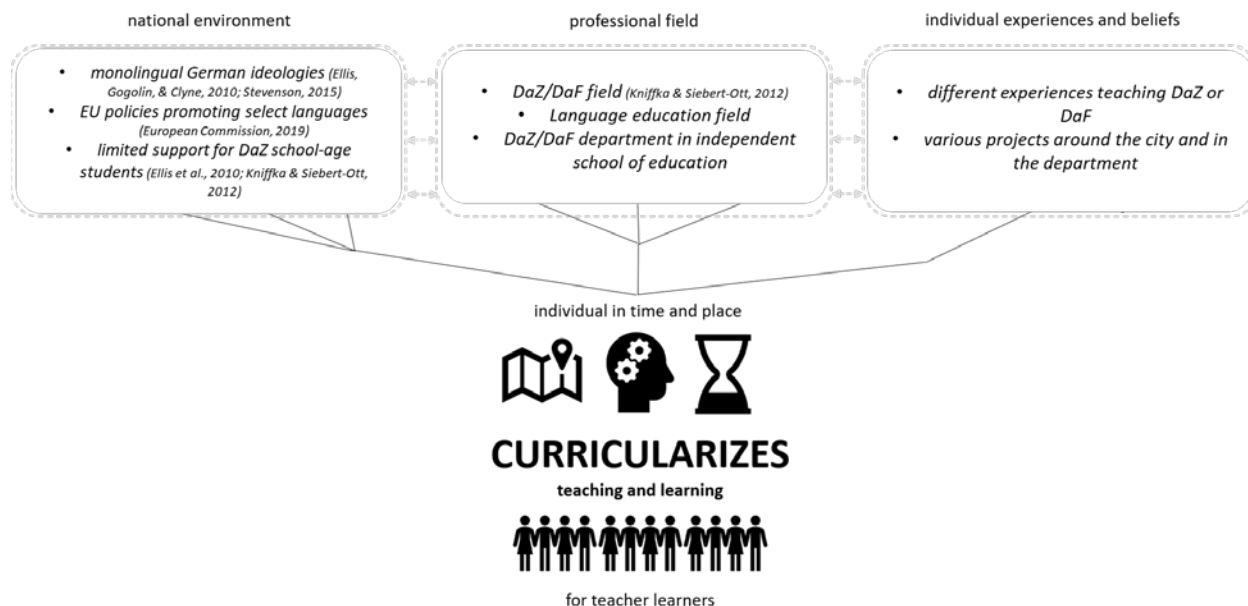 national environment
professional field
individual experiences and beliefs
• monolingual German ideologies (Ellis,
Gogolin, & Clyne, 2010; Stevenson, 2015)
• EU policies promoting select languages
(European Commission, 2019)
• limited support for DaZ school-age
students (Ellis et al., 2010; Kniffka & Siebert-Ott,
2012)
• DaZ/DaF field (Kniffka & Siebert-Ott, 2012)
• Language education field
• DaZ/DaF department in independent
school of education
• different experiences teaching DaZ or
DaF
• various projects around the city and in
the department
individual in time and place
CURRICULARIZES
teaching and learning
for teacher learners